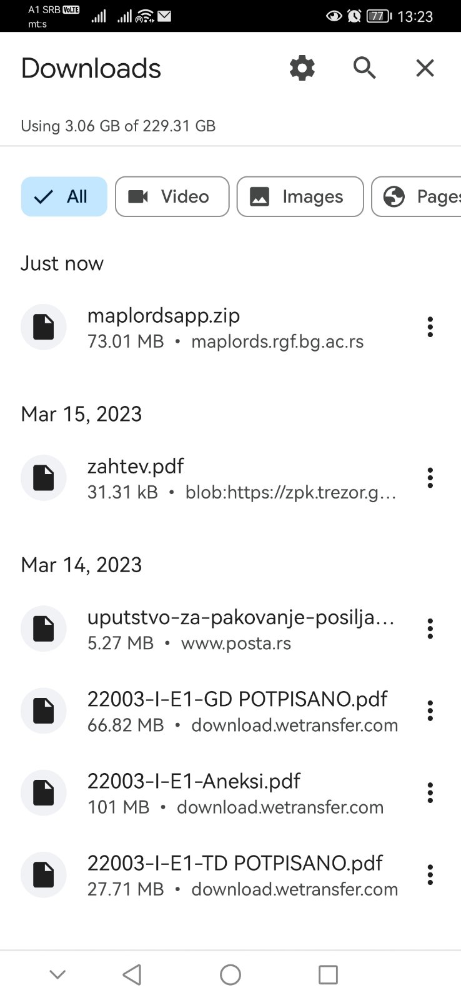 A1 SRB VoLTE
mt:s
77
13:23
Downloads
Using 3.06 GB of 229.31 GB
All
Video
Images
Pages
Just now
maplordsapp.zip
73.01 MB • maplords.rgf.bg.ac.rs
Mar 15, 2023
zahtev.pdf
31.31 kB • blob:https://zpk.trezor.g...
Mar 14, 2023
uputstvo-za-pakovanje-posilja...
5.27 MB • www.posta.rs
22003-I-E1-GD POTPISANO.pdf
66.82 MB • download.wetransfer.com
22003-I-E1-Aneksi.pdf
101 MB • download.wetransfer.com
22003-I-E1-TD POTPISANO.pdf
27.71 MB • download.wetransfer.com